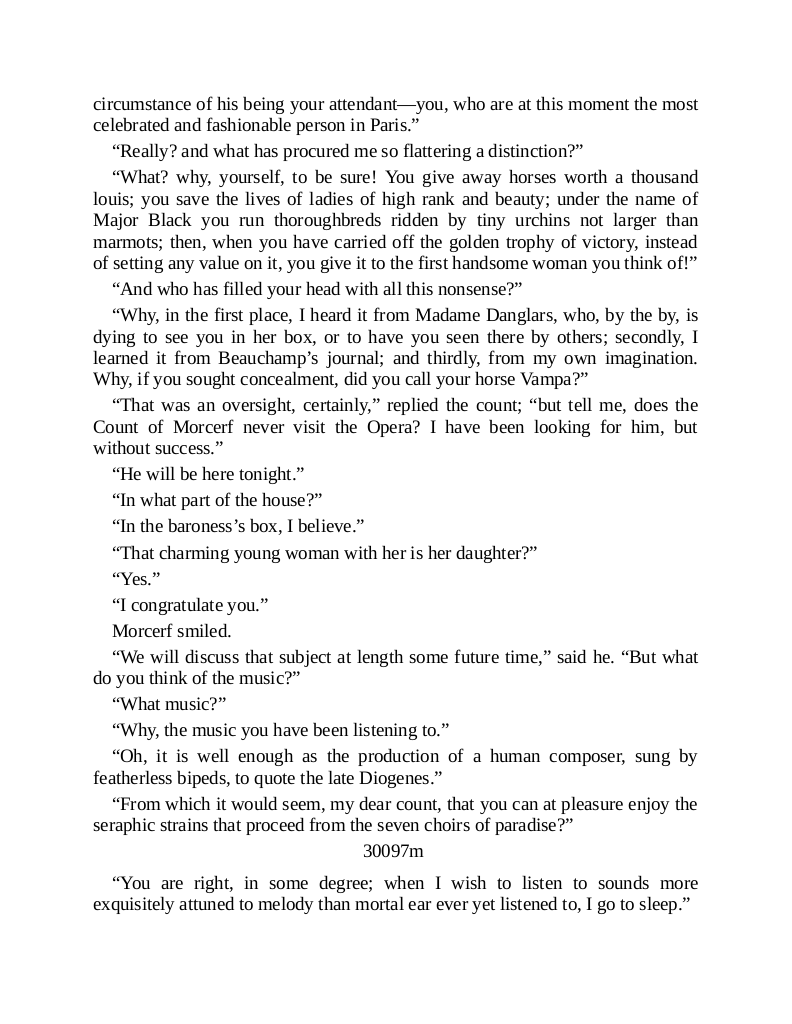 circumstance of his being your attendant—you, who are at this moment the most
celebrated and fashionable person in Paris.”
“Really? and what has procured me so flattering a distinction?”
“What? why, yourself, to be sure! You give away horses worth a thousand
louis; you save the lives of ladies of high rank and beauty; under the name of
Major Black you run thoroughbreds ridden by tiny urchins not larger than
marmots; then, when you have carried off the golden trophy of victory, instead
of setting any value on it, you give it to the first handsome woman you think of!”
“And who has filled your head with all this nonsense?”
“Why, in the first place, I heard it from Madame Danglars, who, by the by, is
dying to see you in her box, or to have you seen there by others; secondly, I
learned it from Beauchamp’s journal; and thirdly, from my own imagination.
Why, if you sought concealment, did you call your horse Vampa?”
“That was an oversight, certainly,” replied the count; “but tell me, does the
Count of Morcerf never visit the Opera? I have been looking for him, but
without success.”
“He will be here tonight.”
“In what part of the house?”
“In the baroness’s box, I believe.”
“That charming young woman with her is her daughter?”
“Yes.”
“I congratulate you.”
Morcerf smiled.
“We will discuss that subject at length some future time,” said he. “But what
do you think of the music?”
“What music?”
“Why, the music you have been listening to.”
“Oh, it is well enough as the production of a human composer, sung by
featherless bipeds, to quote the late Diogenes.”
“From which it would seem, my dear count, that you can at pleasure enjoy the
seraphic strains that proceed from the seven choirs of paradise?”
30097m
“You are right, in some degree; when I wish to listen to sounds more
exquisitely attuned to melody than mortal ear ever yet listened to, I go to sleep.”